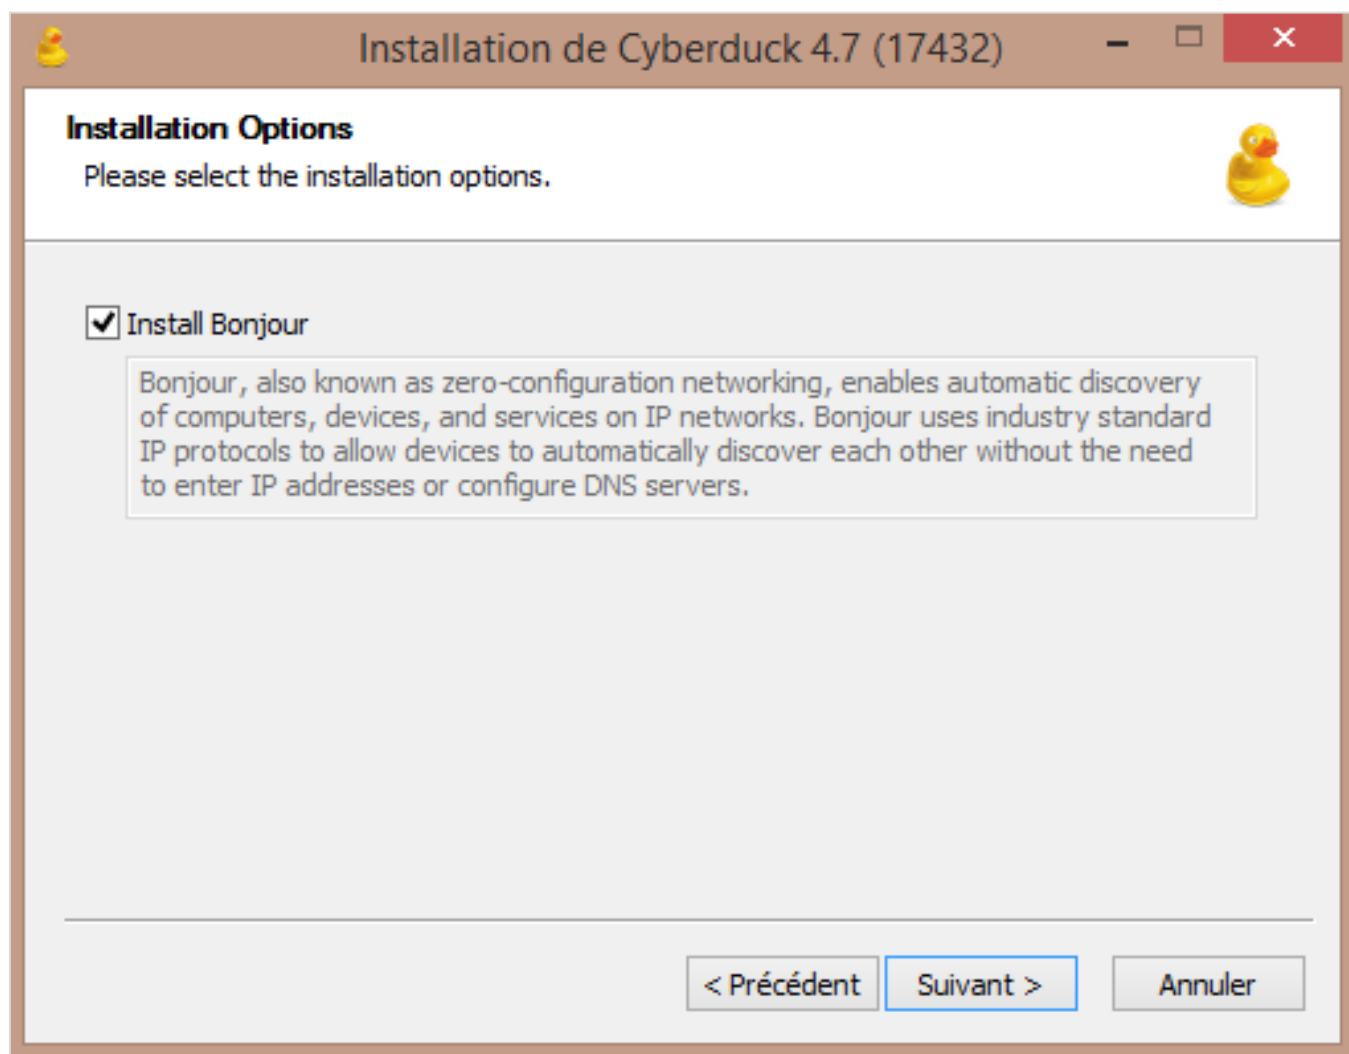 Installation de Cyberduck 4.7 (17432)
Installation Options
Please select the installation options.
Install Bonjour
Bonjour, also known as zero-configuration networking, enables automatic discovery
of computers, devices, and services on IP networks. Bonjour uses industry standard
IP protocols to allow devices to automatically discover each other without the need
to enter IP addresses or configure DNS servers.
< Précédent
Suivant >
Annuler